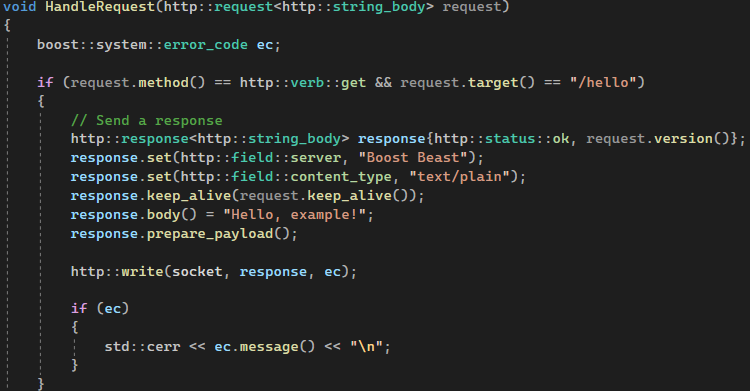 void HandleRequest(http::request<http::string_body> request)
{
    boost::system::error_code ec;

    if (request.method() == http::verb::get && request.target() == "/hello")
    {
        // Send a response
        http::response<http::string_body> response{http::status::ok, request.version()};
        response.set(http::field::server, "Boost Beast");
        response.set(http::field::content_type, "text/plain");
        response.keep_alive(request.keep_alive());
        response.body() = "Hello, example!";
        response.prepare_payload();

        http::write(socket, response, ec);

        if (ec)
        {
            std::cerr << ec.message() << "\n";
        }
    }